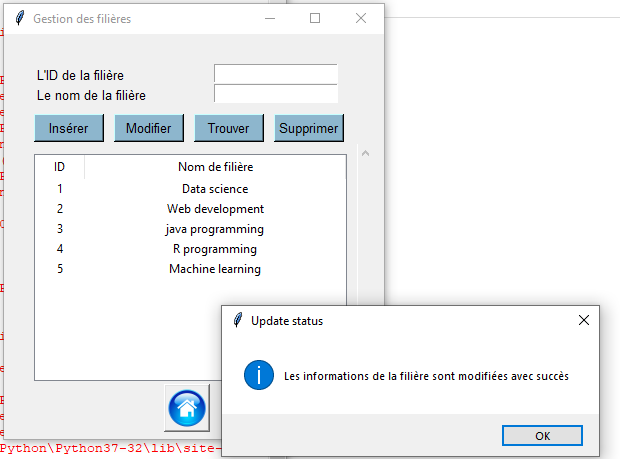 Gestion des filières
L'ID de la filière
Le nom de la filière
Insérer Modifier Trouver Supprimer
ID Nom de filière
1 Data science
2 Web development
3 java programming
4 R programming
5 Machine learning
Update status
Les informations de la filière sont modifiées avec succès
OK
Python\Python37-32\lib\site-